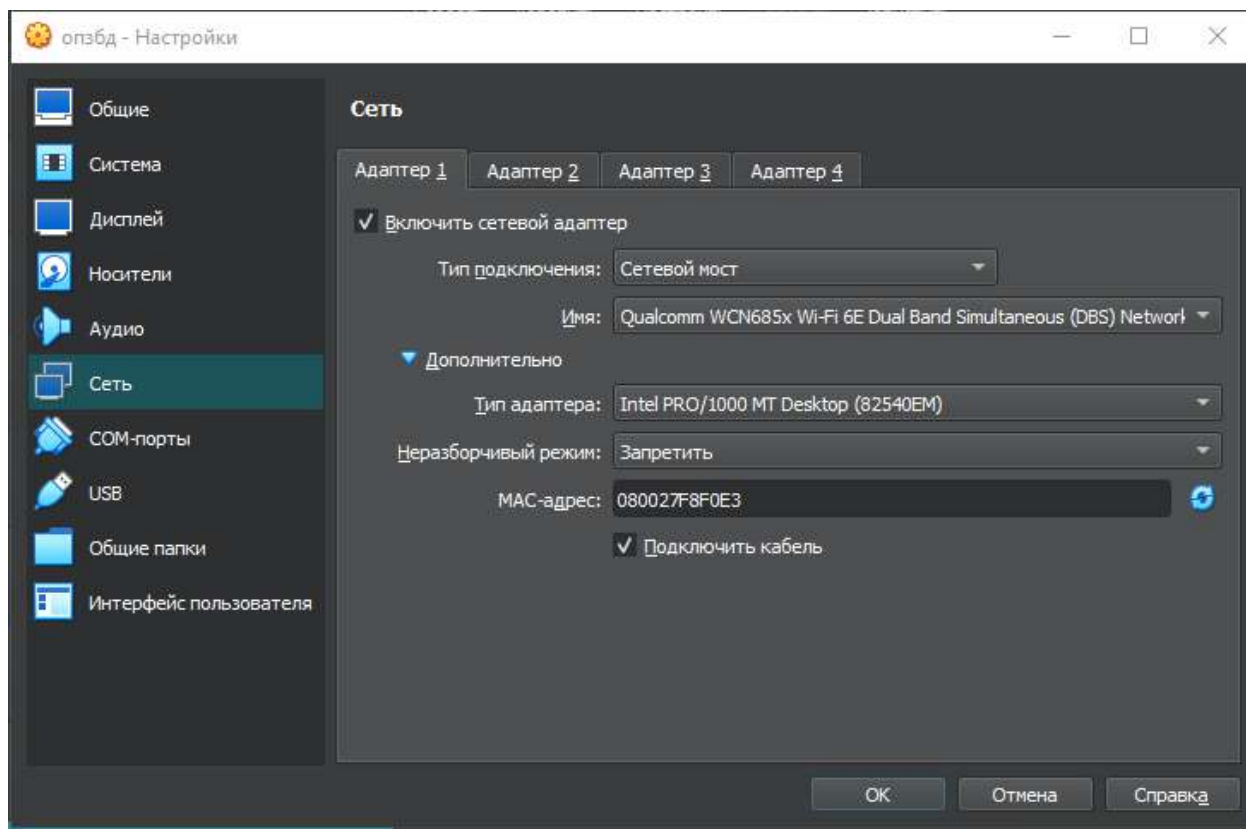 опзбд - Настройки
Общие
Система
Дисплей
Носители
Аудио
Сеть
COM-порты
USB
Общие папки
Интерфейс пользователя
Сеть
Адаптер 1
Адаптер 2
Адаптер 3
Адаптер 4
Включить сетевой адаптер
Тип подключения: Сетевой мост
Имя: Qualcomm WCN685x Wi-Fi 6E Dual Band Simultaneous (DBS) Network
Дополнительно
Тип адаптера: Intel PRO/1000 MT Desktop (82540EM)
Неразборчивый режим: Запретить
MAC-адрес: 080027F8F0E3
Подключить кабель
OK
Отмена
Справка